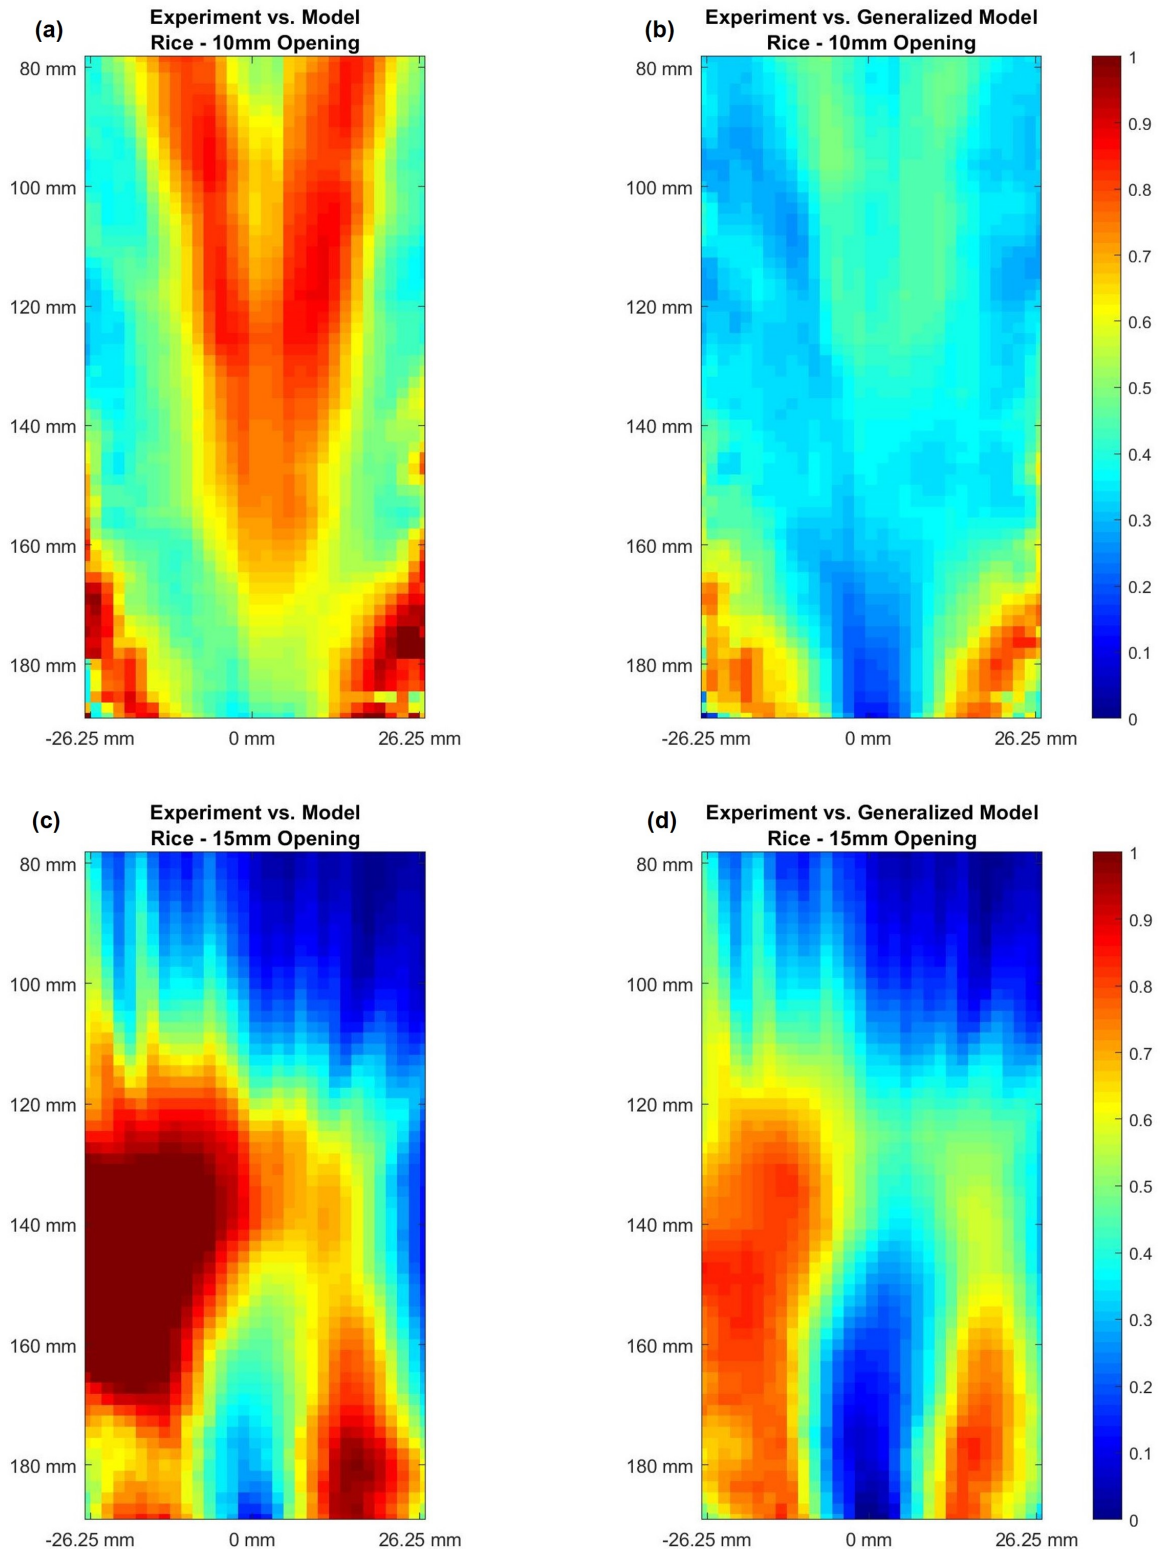 (a)
Experiment vs. Model
Rice - 10mm Opening
80 mm
100 mm
120 mm
140 mm
160 mm
180 mm
-26.25 mm
0 mm
26.25 mm
(b)
Experiment vs. Generalized Model
Rice - 10mm Opening
80 mm
100 mm
120 mm
140 mm
160 mm
180 mm
-26.25 mm
0 mm
26.25 mm
1
0.9
0.8
0.7
0.6
0.5
0.4
0.3
0.2
0.1
0
(c)
Experiment vs. Model
Rice - 15mm Opening
80 mm
100 mm
120 mm
140 mm
160 mm
180 mm
-26.25 mm
0 mm
26.25 mm
(d)
Experiment vs. Generalized Model
Rice - 15mm Opening
80 mm
100 mm
120 mm
140 mm
160 mm
180 mm
-26.25 mm
0 mm
26.25 mm
1
0.9
0.8
0.7
0.6
0.5
0.4
0.3
0.2
0.1
0